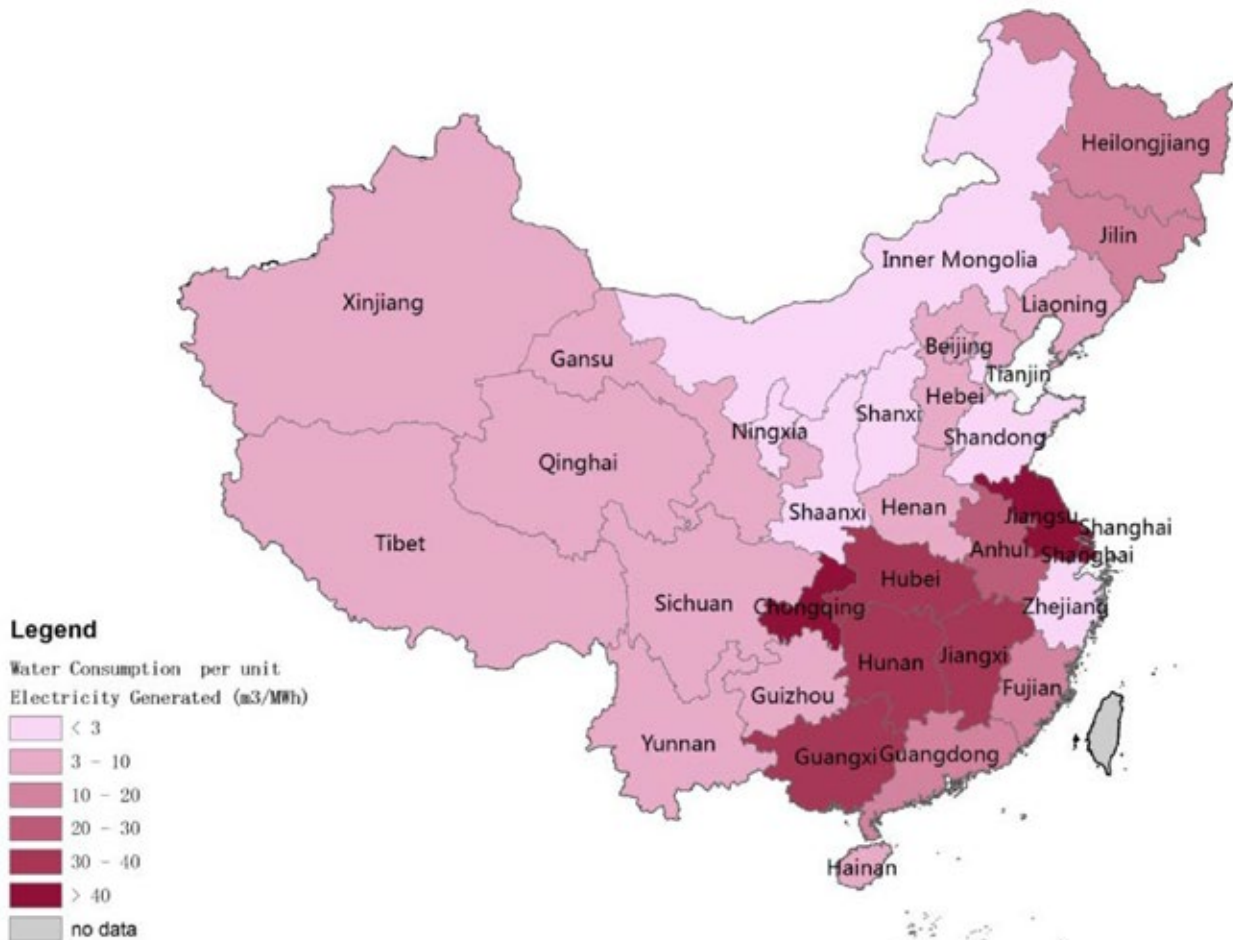 Heilongjiang
Jilin
Inner Mongolia
Xinjiang
Liaoning
Beijing
Gansu
Tianjin
Hebei
Shanxi
Ningxia
Shandong
Qinghai
Shaanxi
Henan
Jiangsu
Shanghai
Tibet
Anhui
Shanghai
Hubei
Sichuan
Chongqing
Zhejiang
Jiangxi
Hunan
Guizhou
Fujian
Yunnan
Guangxi
Guangdong
Hainan
Legend
Water Consumption per unit
Electricity Generated (m3/MWh)
< 3
3 - 10
10 - 20
20 - 30
30 - 40
> 40
no data